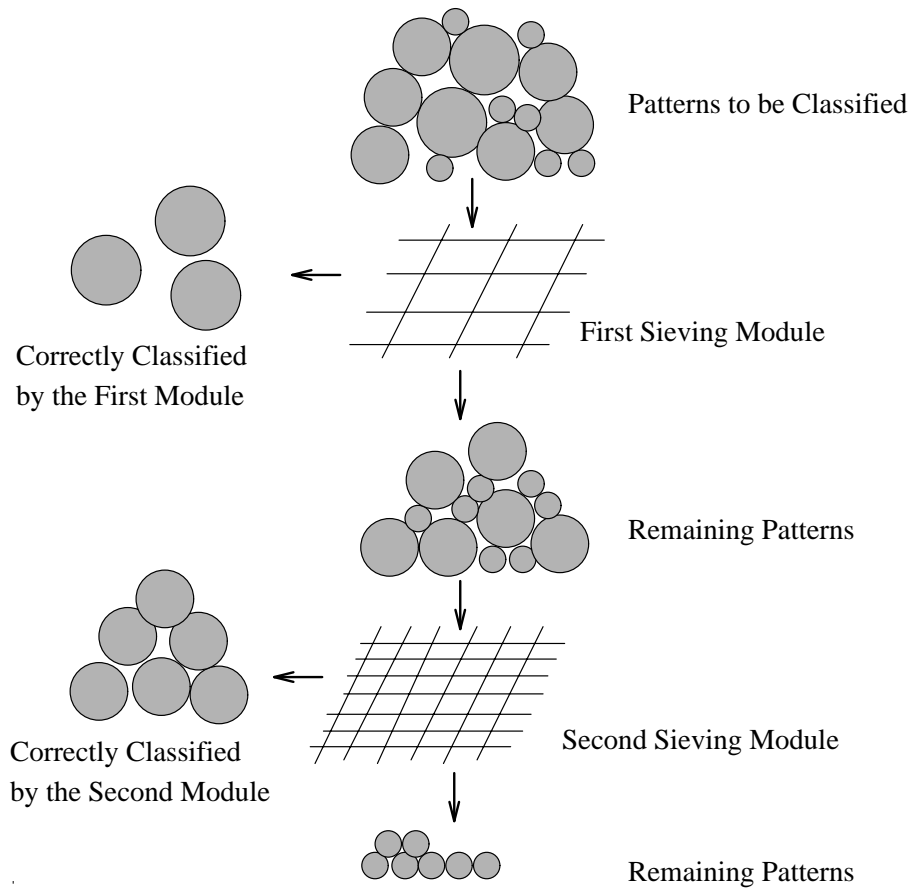 Patterns to be Classified
First Sieving Module
Correctly Classified
by the First Module
Remaining Patterns
Second Sieving Module
Correctly Classified
by the Second Module
Remaining Patterns